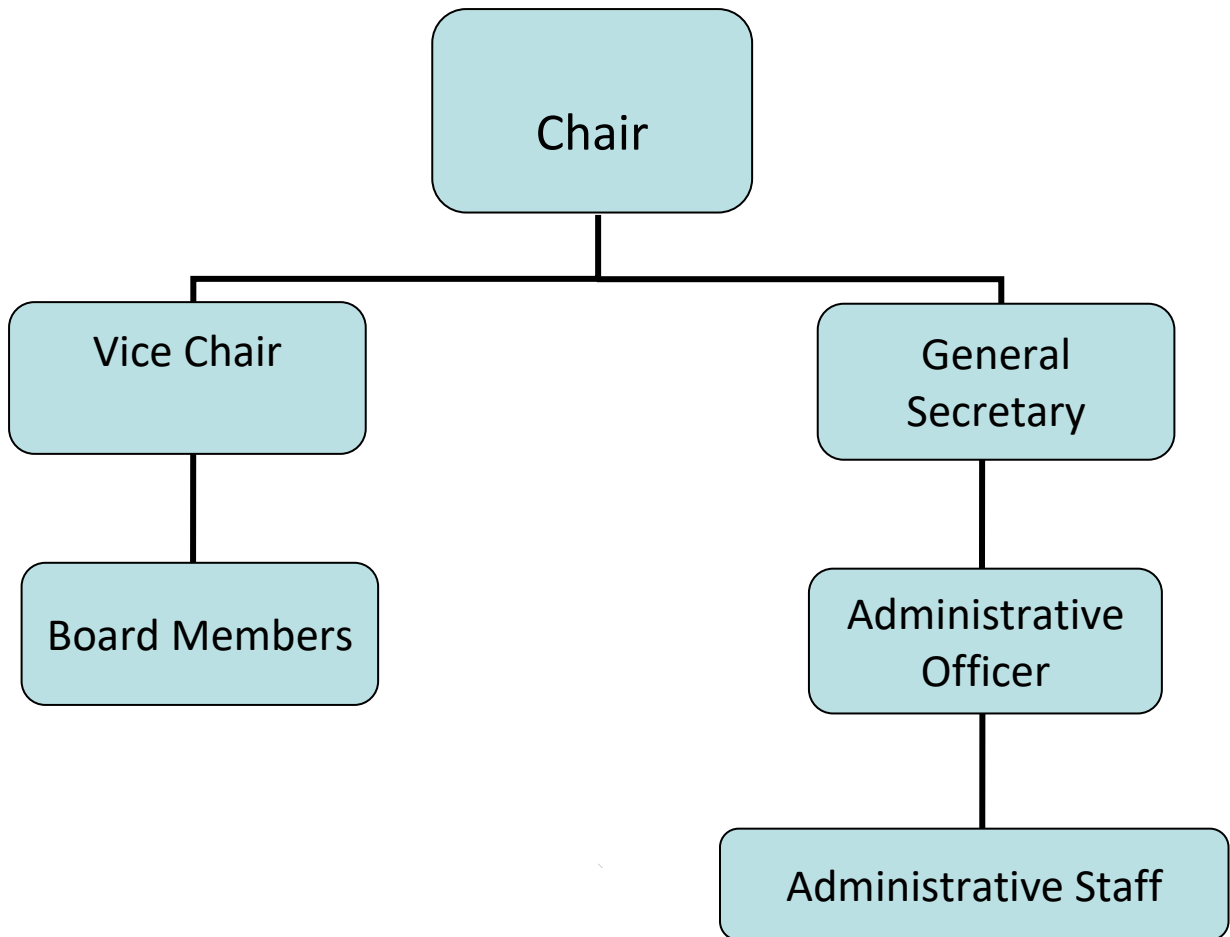 Chair
Vice Chair
General
Secretary
Board Members
Administrative
Officer
Administrative Staff